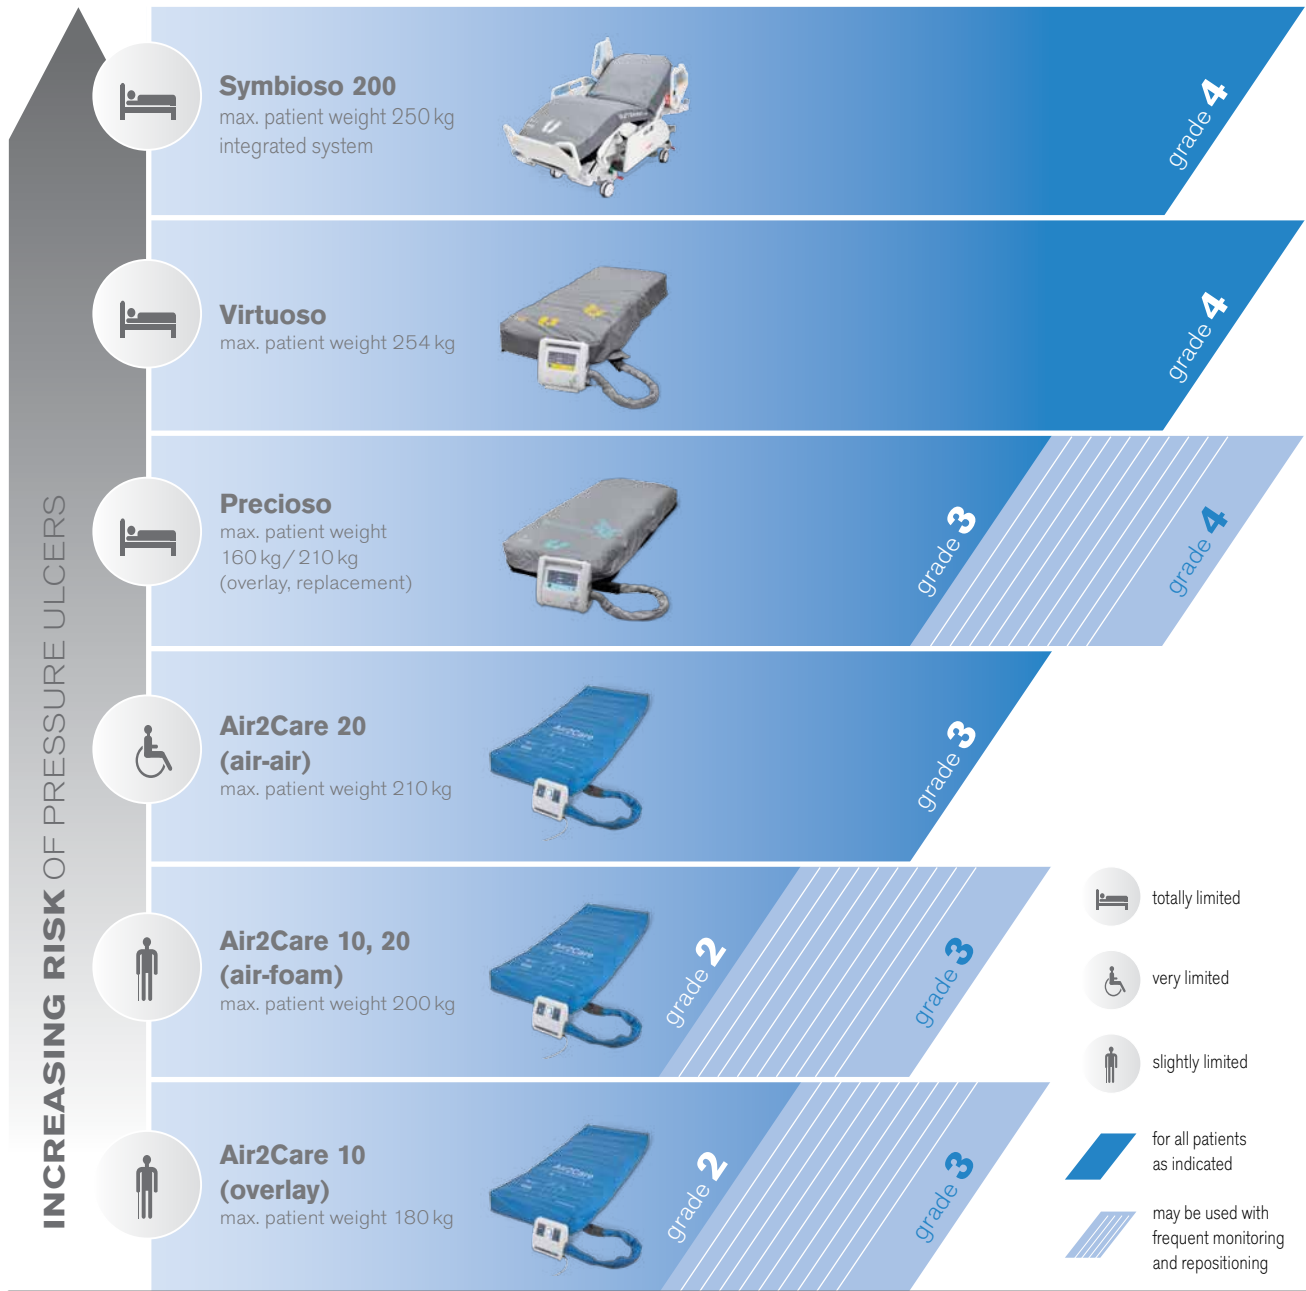 INCREASING RISK OF PRESSURE ULCERS
Symbioso 200
max. patient weight 250 kg
integrated system
grade 4
Virtuoso
max. patient weight 254 kg
grade 4
Precioso
max. patient weight
160 kg / 210 kg
(overlay, replacement)
grade 3
grade 4
Air2Care 20
(air-air)
max. patient weight 210 kg
Air2Care
grade 3
Air2Care 10, 20
(air-foam)
max. patient weight 200 kg
Air2Care
grade 2
grade 3
Air2Care 10
(overlay)
max. patient weight 180 kg
Air2Care
grade 2
grade 3
totally limited
very limited
slightly limited
for all patients
as indicated
may be used with
frequent monitoring
and repositioning